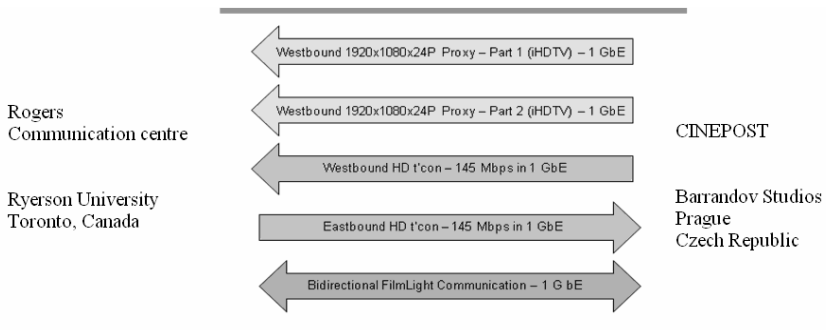 Westbound 1920x1080x24P Proxy – Part 1 (iHDTV) – 1 GbE
Westbound 1920x1080x24P Proxy – Part 2 (iHDTV) – 1 GbE
Rogers
Communication centre
CINEPOST
Westbound HD t'con – 145 Mbps in 1 GbE
Ryerson University
Toronto, Canada
Barrandov Studios
Prague
Czech Republic
Eastbound HD t'con – 145 Mbps in 1 GbE
Bidirectional FilmLight Communication – 1 G bE